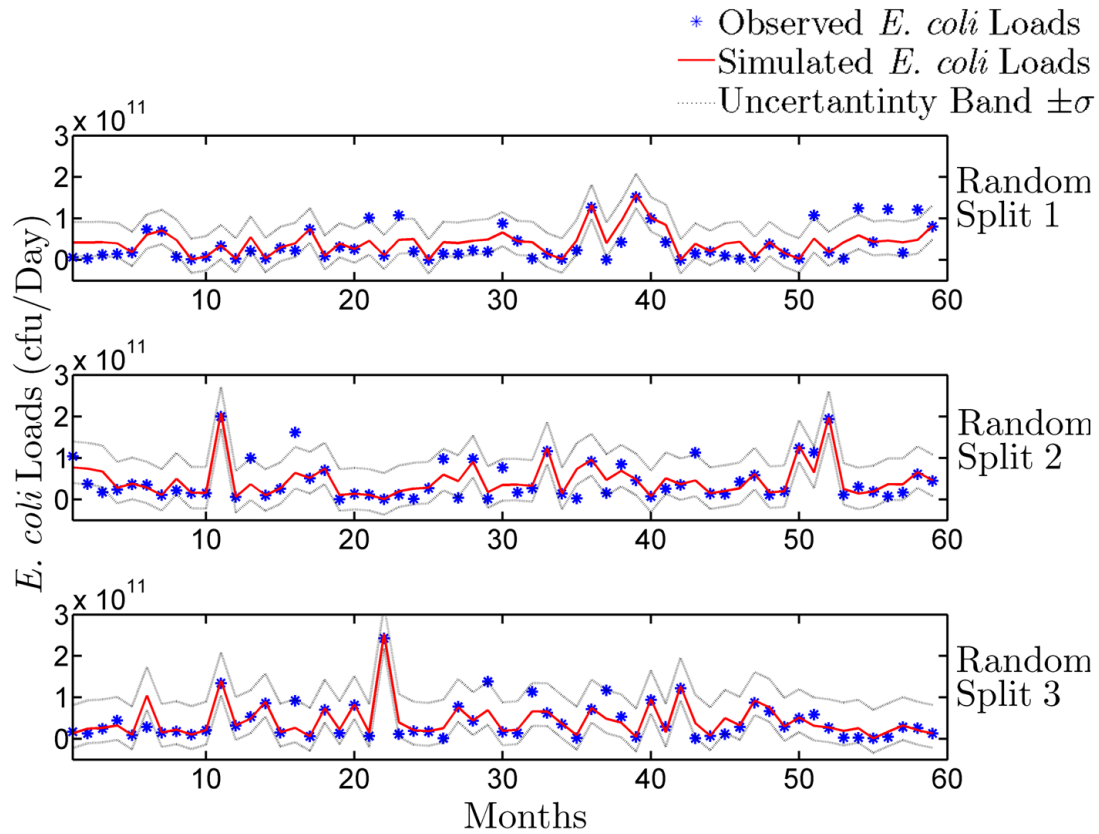 Observed E. coli Loads
Simulated E. coli Loads
Uncertantinty Band ±σ
E. coli Loads (cfu/Day)
x 10^11
3
2
1
0
10
20
30
40
50
60
Random
Split 1
x 10^11
3
2
1
0
10
20
30
40
50
60
Random
Split 2
x 10^11
3
2
1
0
10
20
30
40
50
60
Random
Split 3
Months